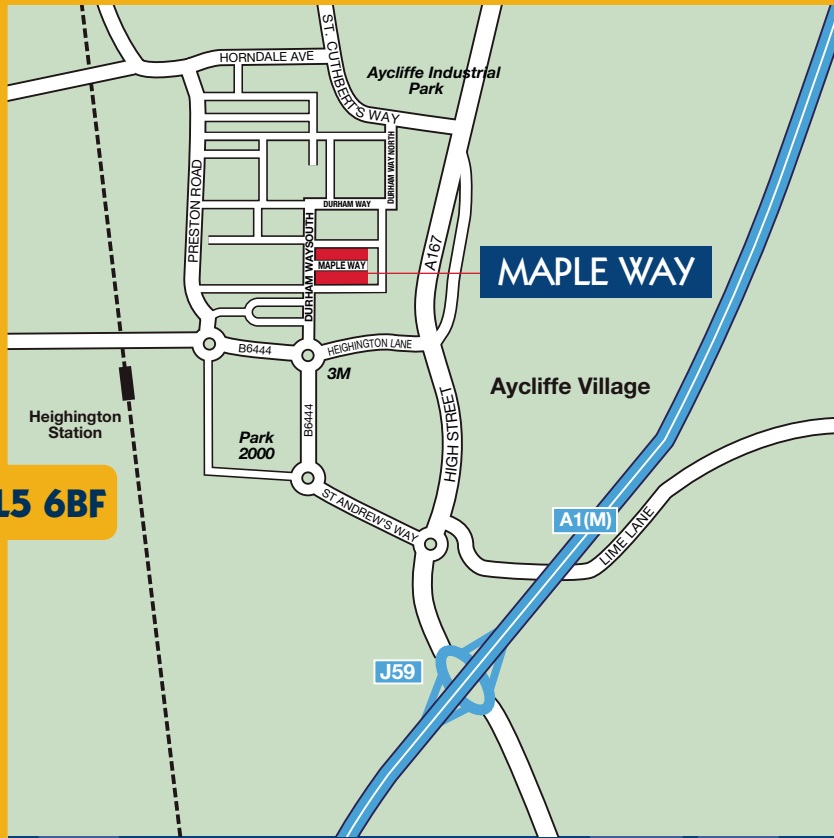 HORNDALE AVE
ST. CUTHBERT'S WAY
Aycliffe Industrial
Park
DURHAM WAY NORTH
PRESTON ROAD
DURHAM WAY
DURHAM WAYSOUTH
MAPLE WAY
A167
MAPLE WAY
B6444
HEIGHINGTON LANE
3M
Aycliffe Village
Heighington
Station
B6444
HIGH STREET
Park
2000
L5 6BF
ST ANDREW'S WAY
A1(M)
LIME LANE
J59